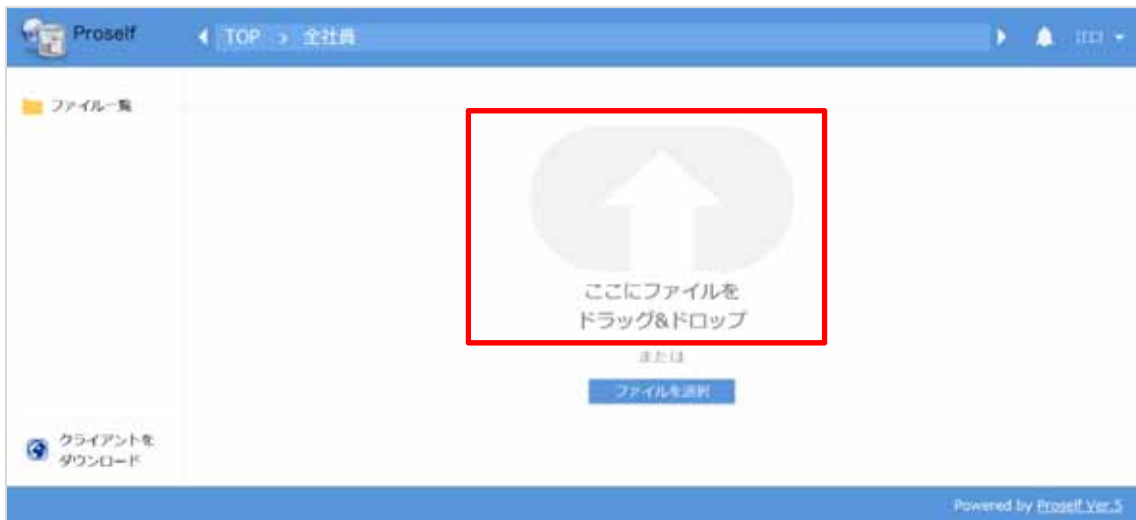 Proself
TOP > 全社員
ファイル一覧
ここにファイルを
ドラッグ&ドロップ
または
ファイルを選択
クライアントを
ダウンロード
Powered by Proself Ver.5